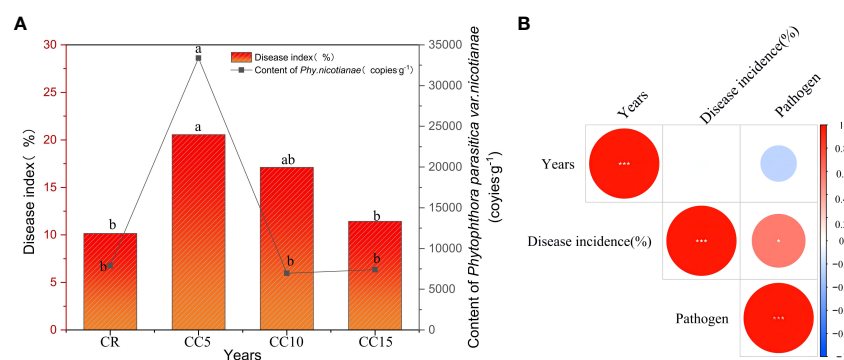 A
B
Disease index( %)
Content of Phy.nicotianae( copies g-1)
a
a
ab
b
b
b
b
b
30
25
20
15
10
5
0
35000
30000
25000
20000
15000
10000
5000
0
CR
CC5
CC10
CC15
Years
Disease index( %)
Content of Phytophthora parasitica var.nicotianae
(coyies g-1)
Years
Disease incidence(%)
Pathogen
Years
***
Disease incidence(%)
***
*
Pathogen
***